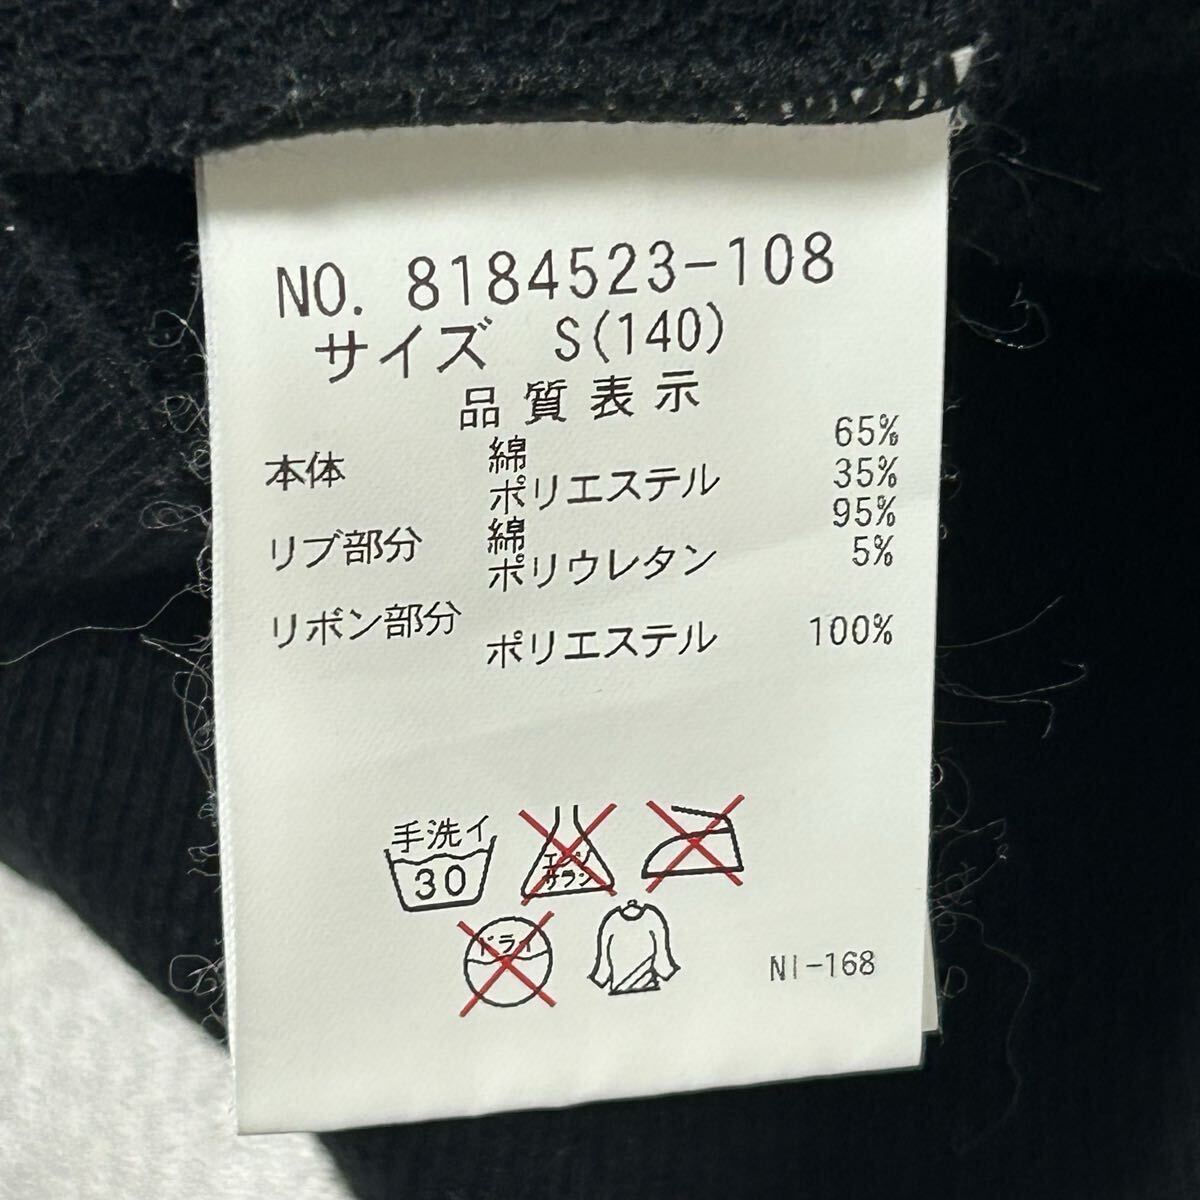 NO. 8184523-108
サイズ S(140)
品質表示
本体 綿 65%
ポリエステル 35%
リブ部分 綿 95%
ポリウレタン 5%
リボン部分
ポリエステル 100%
手洗イ
30
エンソ
サラシ
ドライ
NI-168